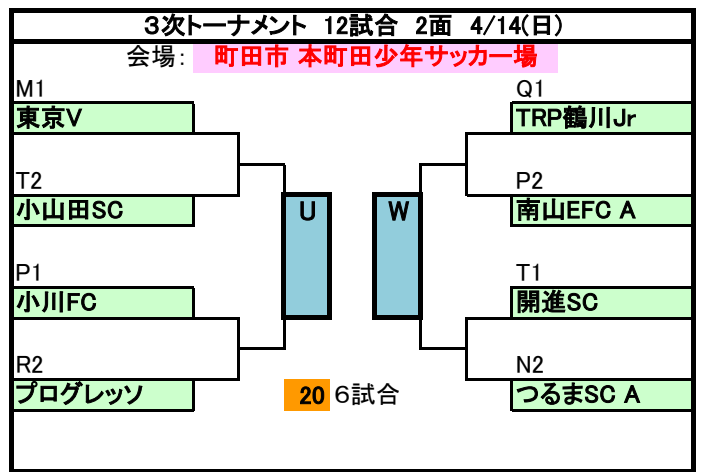 3次トーナメント 12試合 2面 4/14(日)
会場: 町田市 本町田少年サッカー場
M1
東京V
T2
小山田SC
P1
小川FC
R2
プログレッソ
U
W
20 6試合
Q1
TRP鶴川Jr
P2
南山EFC A
T1
開進SC
N2
つるまSC A